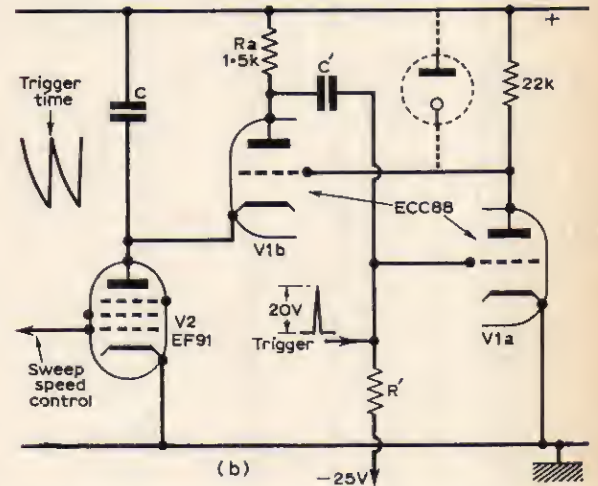 +
Ra
1·5k
C'
Trigger
time
C
22k
ECC88
V1b
20V
V2
EF91
Trigger
V1a
Sweep
speed
control
R'
(b)
−25V